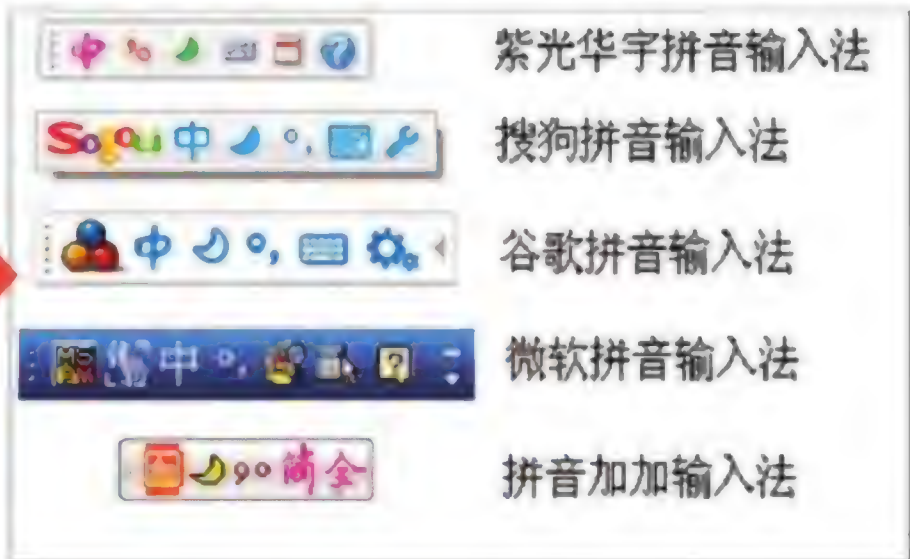 中 紫光华宇拼音输入法
Sogou 中 搜狗拼音输入法
中 谷歌拼音输入法
中 ? 微软拼音输入法
简全 拼音加加输入法